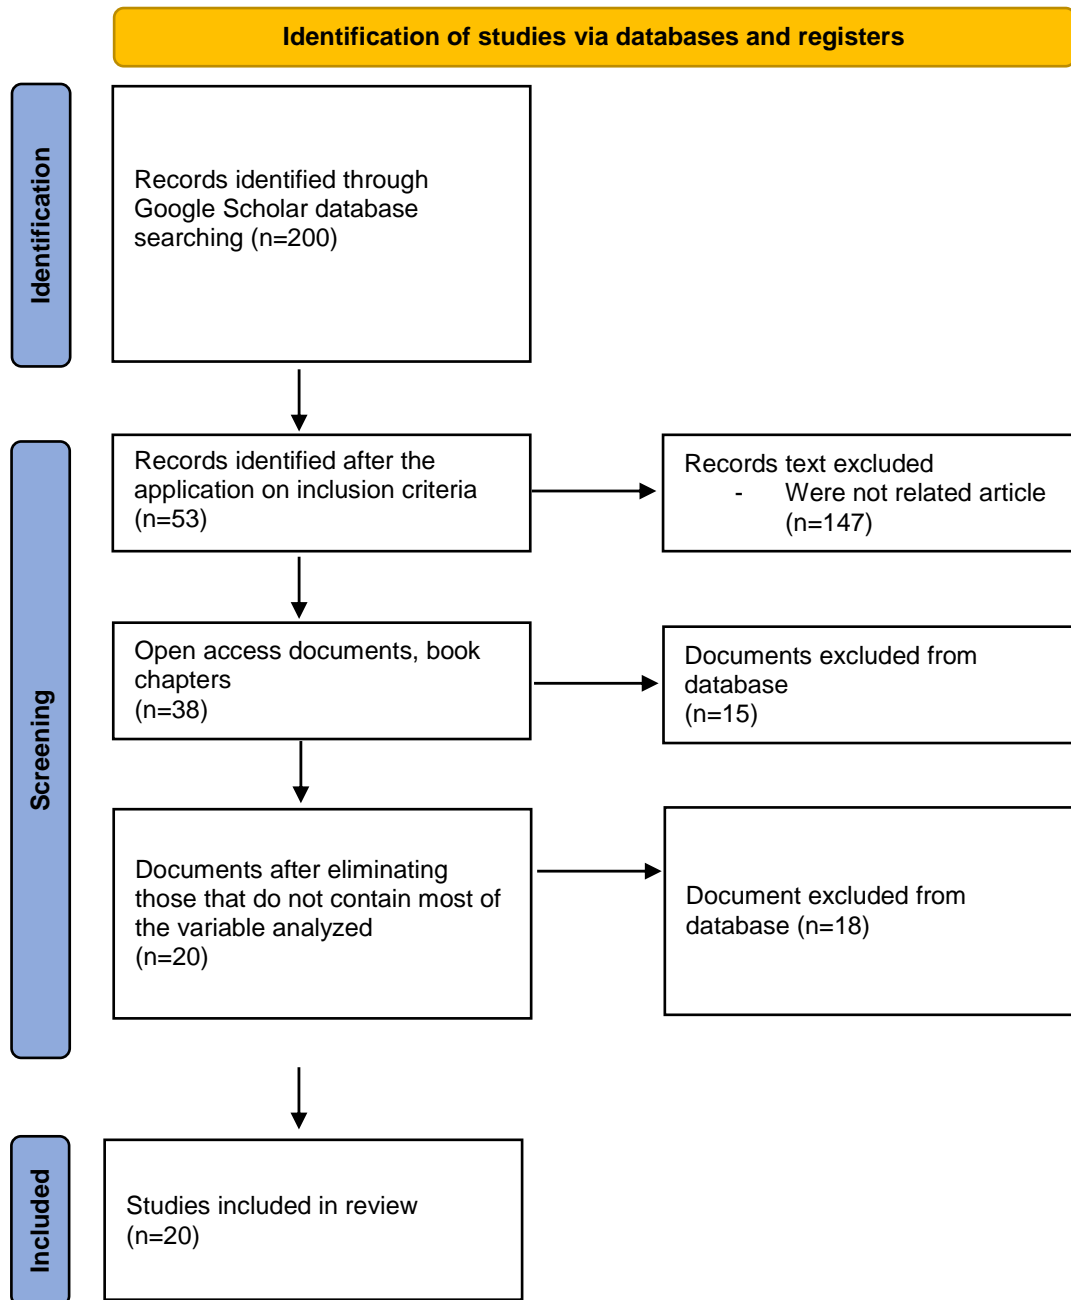 Identification of studies via databases and registers
Identification
Records identified through
Google Scholar database
searching (n=200)
Screening
Records identified after the
application on inclusion criteria
(n=53)
Records text excluded
- Were not related article
(n=147)
Open access documents, book
chapters
(n=38)
Documents excluded from
database
(n=15)
Documents after eliminating
those that do not contain most of
the variable analyzed
(n=20)
Document excluded from
database (n=18)
Included
Studies included in review
(n=20)